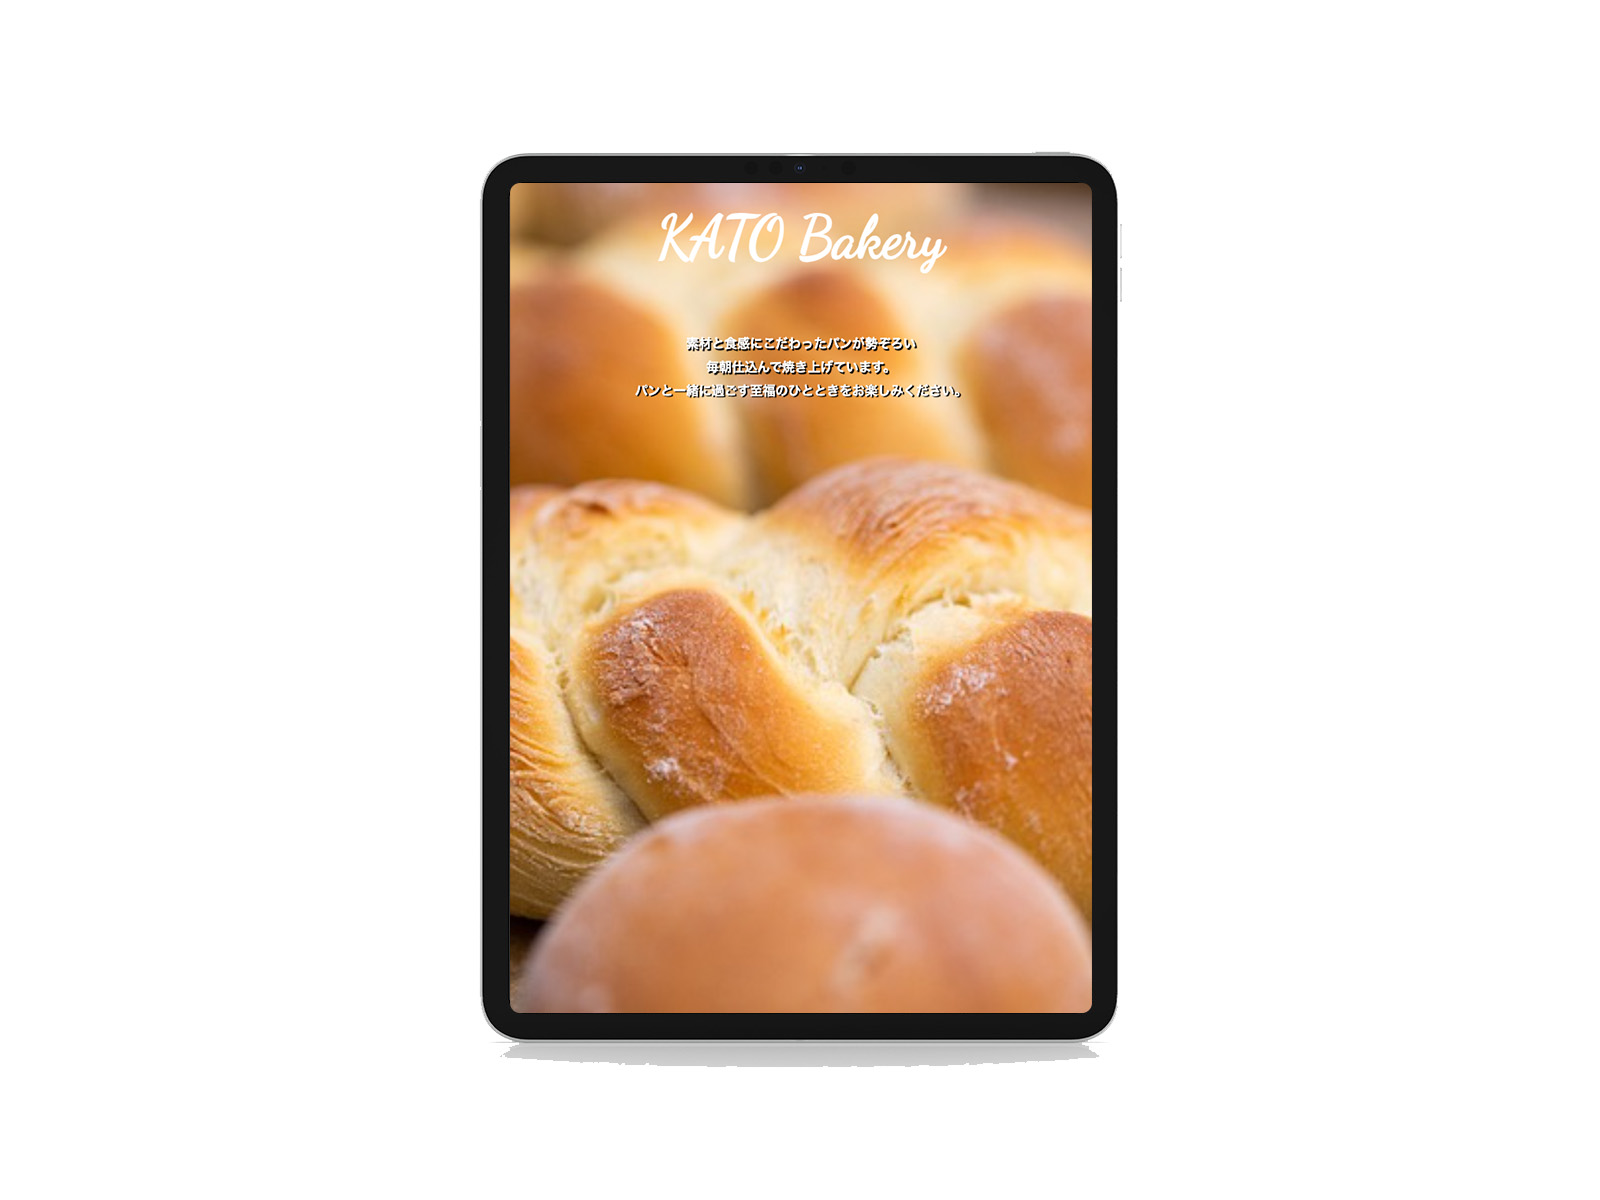 KATO Bakery
素材と食感にこだわったパンが勢ぞろい
毎朝仕込んで焼き上げています。
パンと一緒に過ごす至福のひとときをお楽しみください。